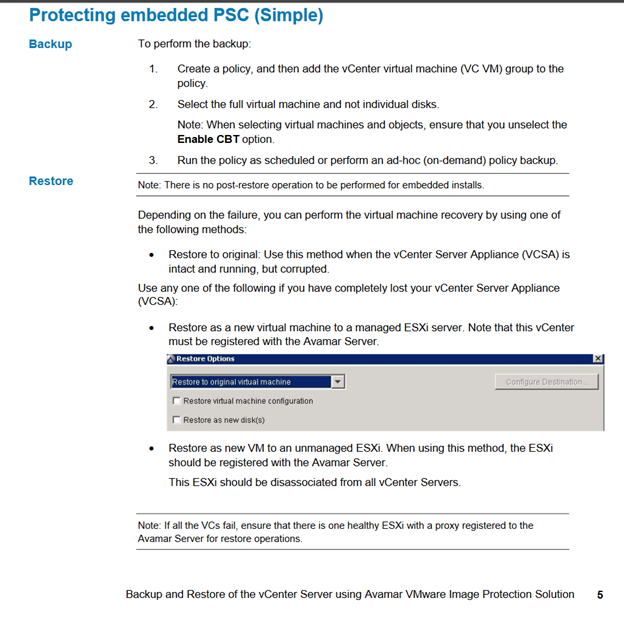 Protecting embedded PSC (Simple)
Backup
To perform the backup:
1. Create a policy, and then add the vCenter virtual machine (VC VM) group to the
policy.
2. Select the full virtual machine and not individual disks.
Note: When selecting virtual machines and objects, ensure that you unselect the
Enable CBT option.
3. Run the policy as scheduled or perform an ad-hoc (on-demand) policy backup.
Restore
Note: There is no post-restore operation to be performed for embedded installs.
Depending on the failure, you can perform the virtual machine recovery by using one of
the following methods:
• Restore to original: Use this method when the vCenter Server Appliance (VCSA) is
intact and running, but corrupted.
Use any one of the following if you have completely lost your vCenter Server Appliance
(VCSA):
• Restore as a new virtual machine to a managed ESXi server. Note that this vCenter
must be registered with the Avamar Server.
Restore Options
Restore to original virtual machine
Configure Destination...
Restore virtual machine configuration
Restore as new disk(s)
• Restore as new VM to an unmanaged ESXi. When using this method, the ESXi
should be registered with the Avamar Server.
This ESXi should be disassociated from all vCenter Servers.
Note: If all the VCs fail, ensure that there is one healthy ESXi with a proxy registered to the
Avamar Server for restore operations.
Backup and Restore of the vCenter Server using Avamar VMware Image Protection Solution 5